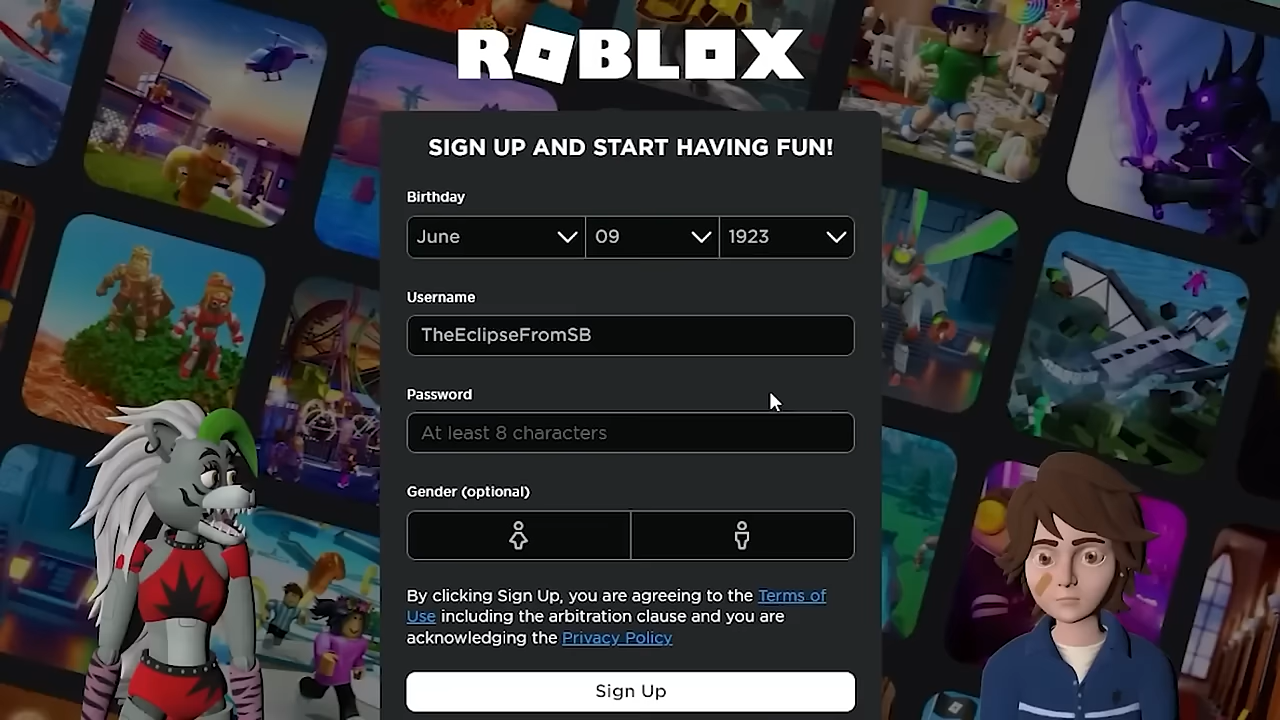 ROBLOX
SIGN UP AND START HAVING FUN!
Birthday
June 09 1923
Username
TheEclipseFromSB
Password
At least 8 characters
Gender (optional)
By clicking Sign Up, you are agreeing to the Terms of
Use including the arbitration clause and you are
acknowledging the Privacy Policy
Sign Up